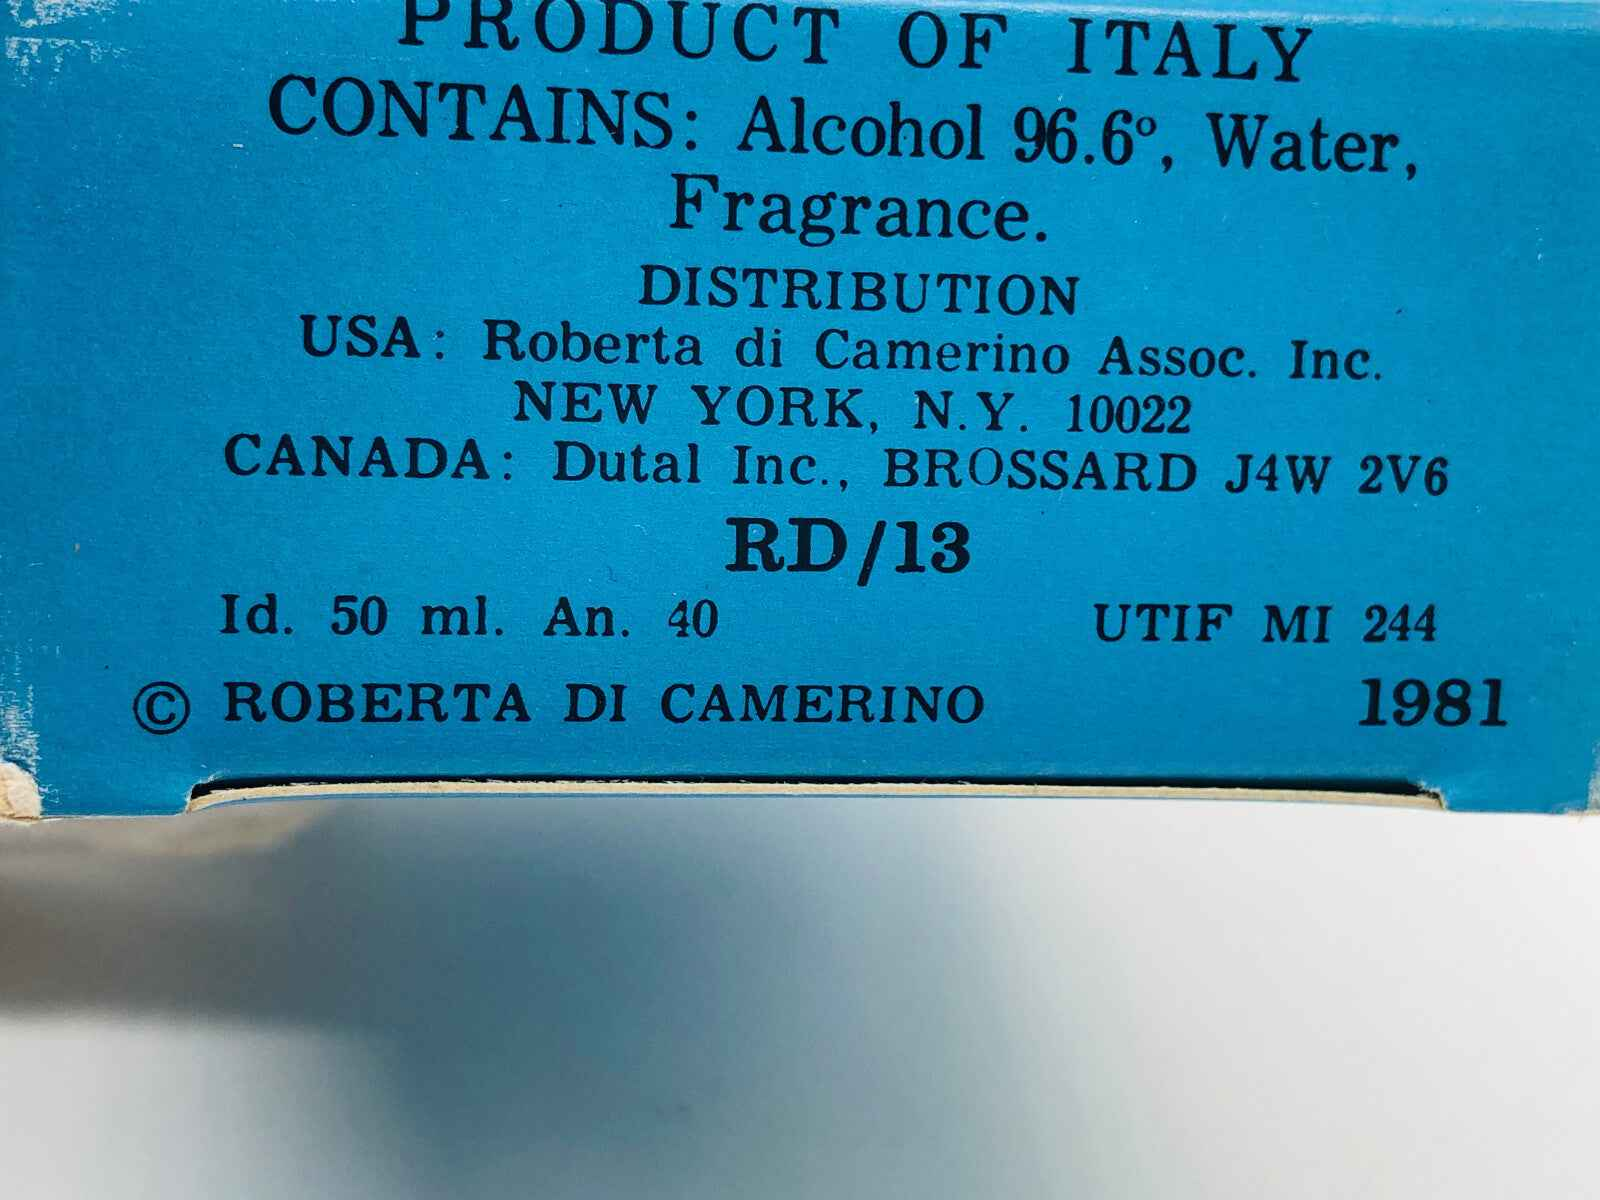 PRODUCT OF ITALY
CONTAINS: Alcohol 96.6°, Water,
Fragrance.
DISTRIBUTION
USA: Roberta di Camerino Assoc. Inc.
NEW YORK, N.Y. 10022
CANADA: Dutal Inc., BROSSARD J4W 2V6
RD/13
Id. 50 ml. An. 40 UTIF MI 244
© ROBERTA DI CAMERINO 1981